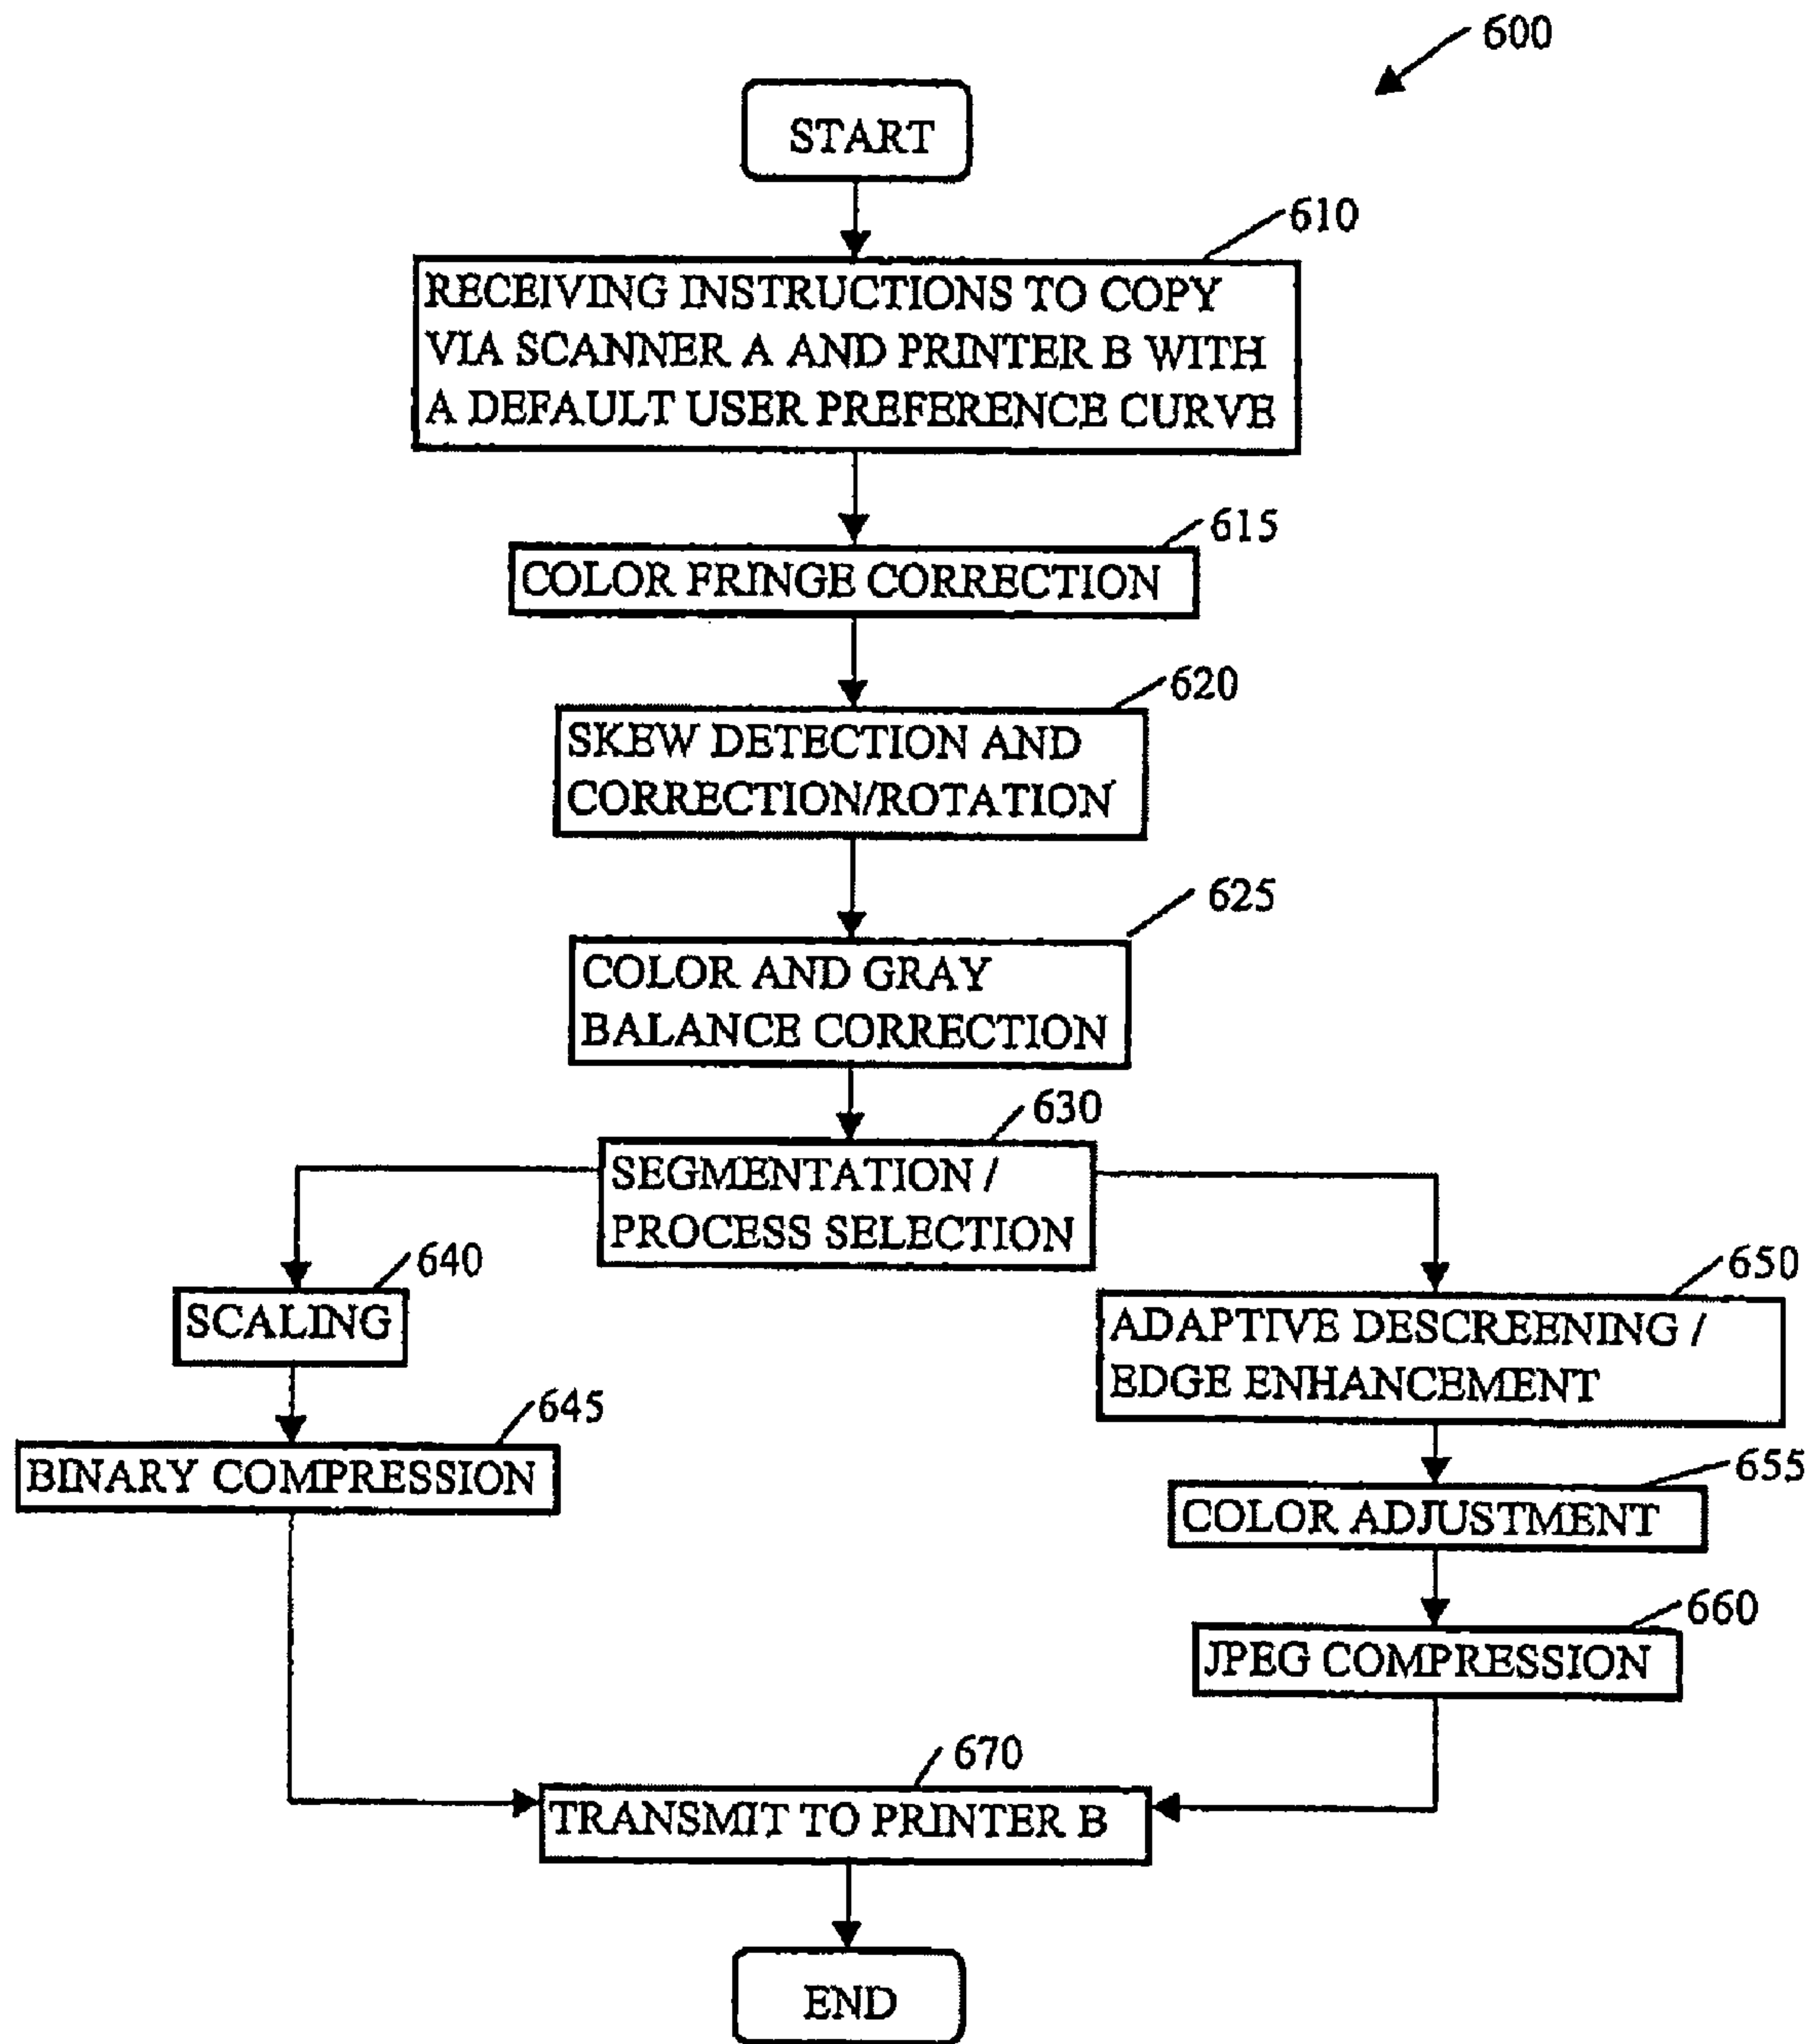 600
START
610
RECEIVING INSTRUCTIONS TO COPY
VIA SCANNER A AND PRINTER B WITH
A DEFAULT USER PREFERENCE CURVE
615
COLOR FRINGE CORRECTION
620
SKEW DETECTION AND
CORRECTION/ROTATION
625
COLOR AND GRAY
BALANCE CORRECTION
630
SEGMENTATION /
PROCESS SELECTION
640
SCALING
645
BINARY COMPRESSION
650
ADAPTIVE DESCREENING /
EDGE ENHANCEMENT
655
COLOR ADJUSTMENT
660
JPEG COMPRESSION
670
TRANSMIT TO PRINTER B
END